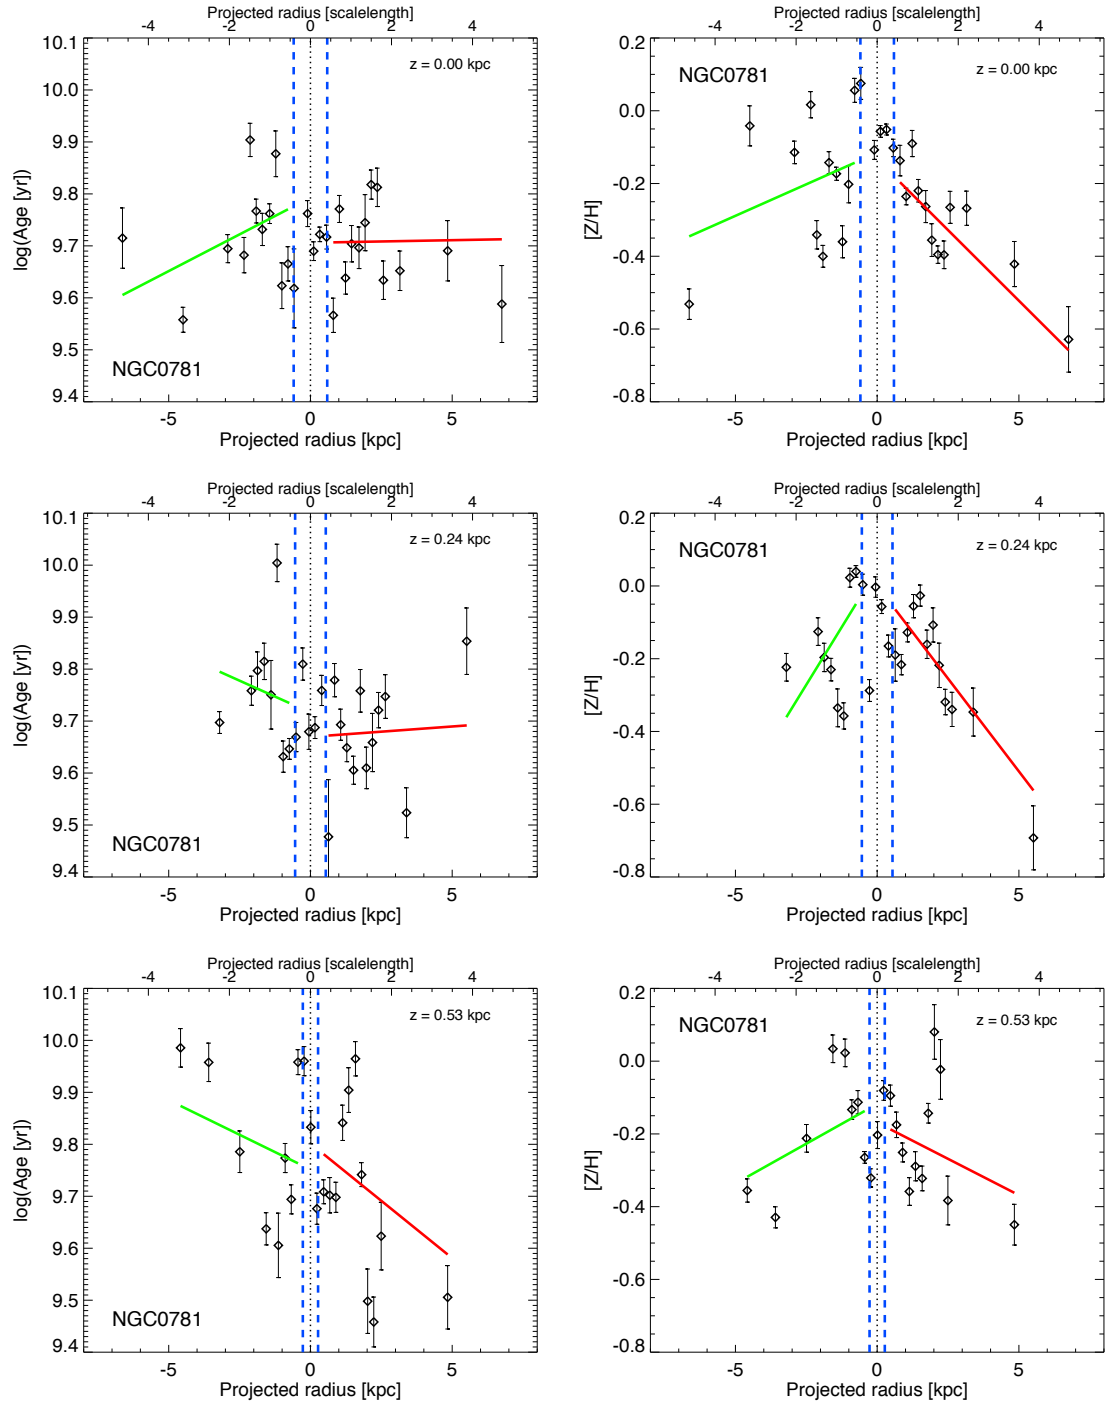 Projected radius [scalelength]
-4 -2 0 2 4
10.1
10.0
9.9
9.8
9.7
9.6
9.5
9.4
log(Age [yr])
z = 0.00 kpc
NGC0781
-5 0 5
Projected radius [kpc]
Projected radius [scalelength]
-4 -2 0 2 4
0.2
0.0
-0.2
-0.4
-0.6
-0.8
[Z/H]
NGC0781
z = 0.00 kpc
-5 0 5
Projected radius [kpc]
Projected radius [scalelength]
-4 -2 0 2 4
10.1
10.0
9.9
9.8
9.7
9.6
9.5
9.4
log(Age [yr])
z = 0.24 kpc
NGC0781
-5 0 5
Projected radius [kpc]
Projected radius [scalelength]
-4 -2 0 2 4
0.2
0.0
-0.2
-0.4
-0.6
-0.8
[Z/H]
NGC0781
z = 0.24 kpc
-5 0 5
Projected radius [kpc]
Projected radius [scalelength]
-4 -2 0 2 4
10.1
10.0
9.9
9.8
9.7
9.6
9.5
9.4
log(Age [yr])
z = 0.53 kpc
NGC0781
-5 0 5
Projected radius [kpc]
Projected radius [scalelength]
-4 -2 0 2 4
0.2
0.0
-0.2
-0.4
-0.6
-0.8
[Z/H]
NGC0781
z = 0.53 kpc
-5 0 5
Projected radius [kpc]